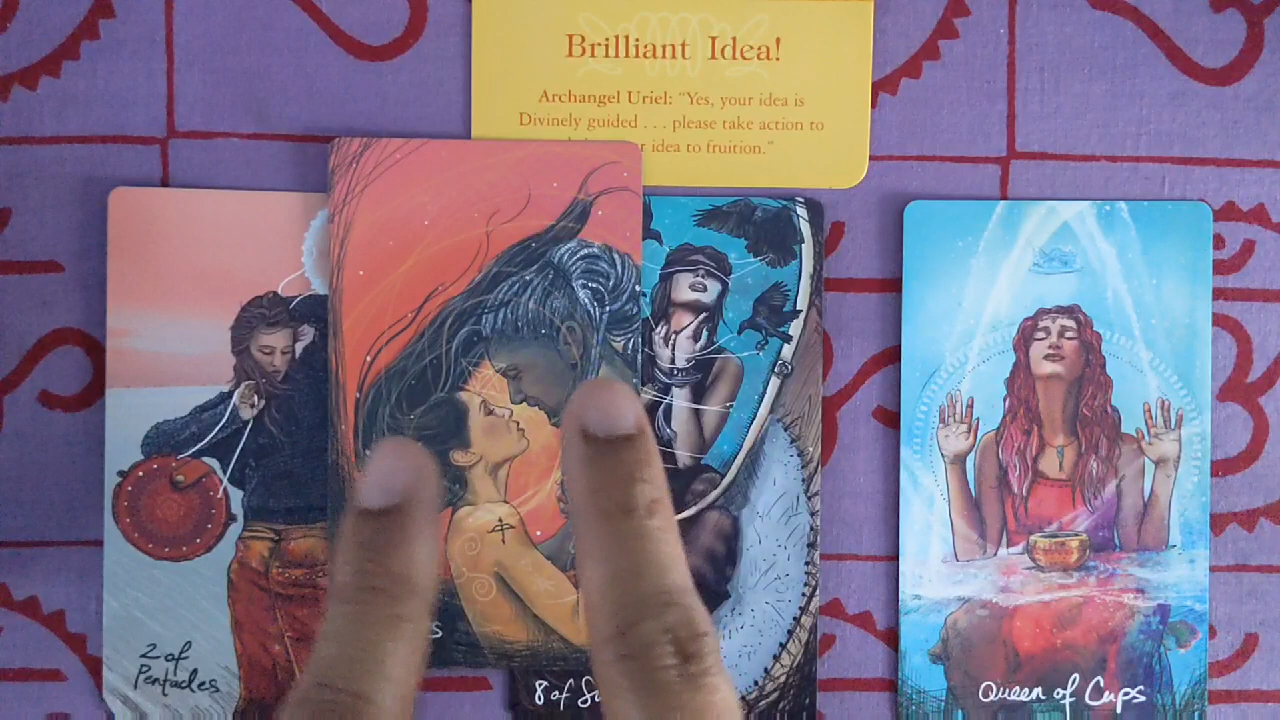 Brilliant Idea!
Archangel Uriel: “Yes, your idea is
Divinely guided . . . please take action to
idea to fruition.”
2 of
Pentacles
8 of
Queen of Cups